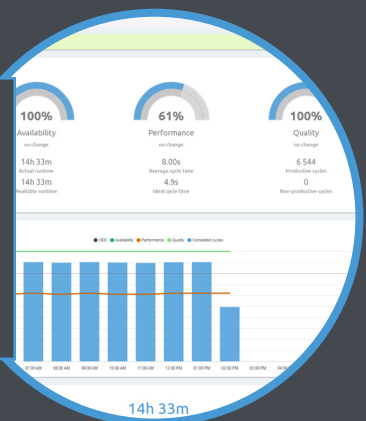 100%
61%
100%
Availability
Performance
Quality
no change
no change
no change
14h 33m
8.00s
6 544
Actual runtime
Average cycle time
Productive cycles
14h 33m
4.9s
0
Available runtime
Ideal cycle time
Non-productive cycles
OEE Availability Performance Quality Completed cycles
07:00 AM 08:00 AM 09:00 AM 10:00 AM 11:00 AM 12:00 PM 01:00 PM 02:00 PM 03:00 PM
14h 33m